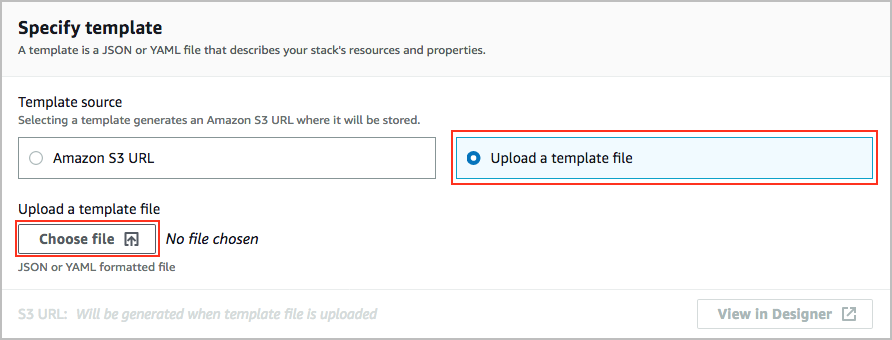 Specify template
A template is a JSON or YAML file that describes your stack's resources and properties.
Template source
Selecting a template generates an Amazon S3 URL where it will be stored.
Amazon S3 URL
Upload a template file
Upload a template file
Choose file No file chosen
JSON or YAML formatted file
S3 URL: Will be generated when template file is uploaded
View in Designer